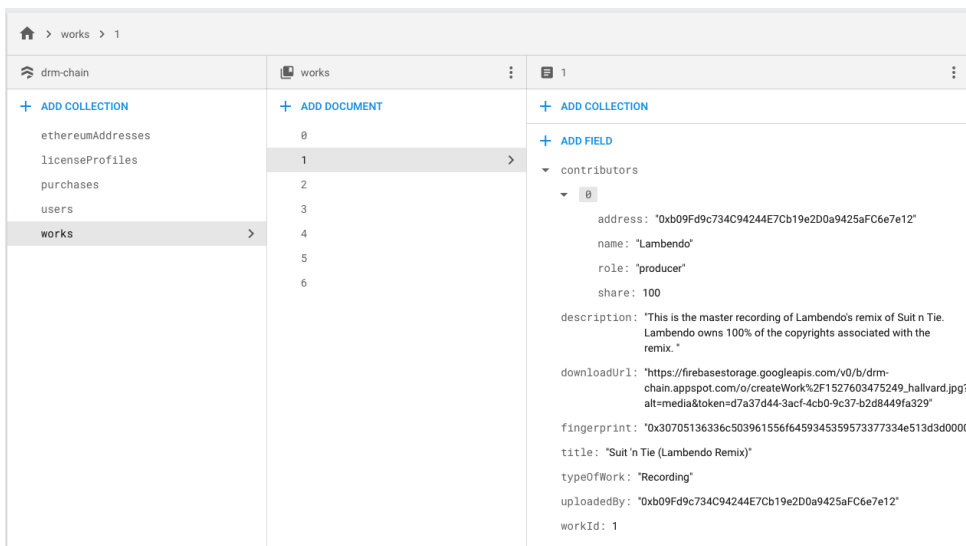 works > 1
drm-chain
ADD COLLECTION
ethereumAddresses
licenseProfiles
purchases
users
works
works
ADD DOCUMENT
0
1
2
3
4
5
6
1
ADD COLLECTION
ADD FIELD
contributors
0
address: "0xb09Fd9c734C94244E7Cb19e2D0a9425aFC6e7e12"
name: "Lambendo"
role: "producer"
share: 100
description: "This is the master recording of Lambendo's remix of Suit n Tie.
Lambendo owns 100% of the copyrights associated with the
remix. "
downloadUrl: "https://firebasestorage.googleapis.com/v0/b/drm-
chain.appspot.com/o/createWork%2F1527603475249_hallvard.jpg?
alt=media&token=d7a37d44-3acf-4cb0-9c37-b2d8449fa329"
fingerprint: "0x30705136336c503961556f6459345359573377334e513d3d0000
title: "Suit 'n Tie (Lambendo Remix)"
typeOfWork: "Recording"
uploadedBy: "0xb09Fd9c734C94244E7Cb19e2D0a9425aFC6e7e12"
workId: 1